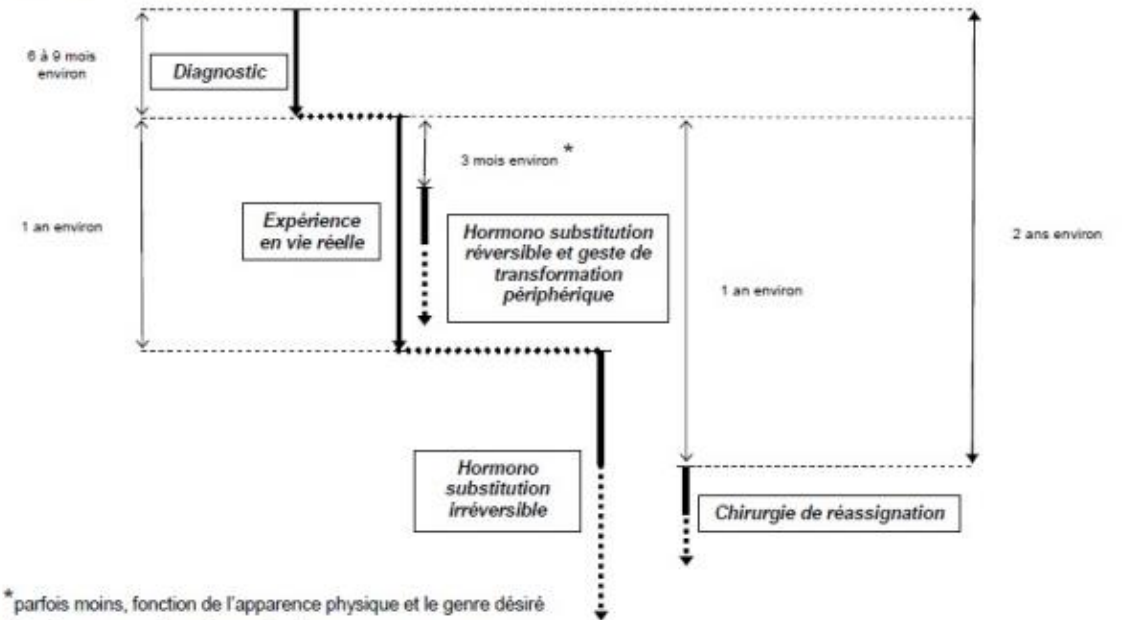 6 à 9 mois
environ
Diagnostic
3 mois environ *
1 an environ
Expérience
en vie réelle
Hormono substitution
réversible et geste de
transformation
périphérique
2 ans environ
1 an environ
Hormono
substitution
irréversible
Chirurgie de réassignation
*parfois moins, fonction de l'apparence physique et le genre désiré